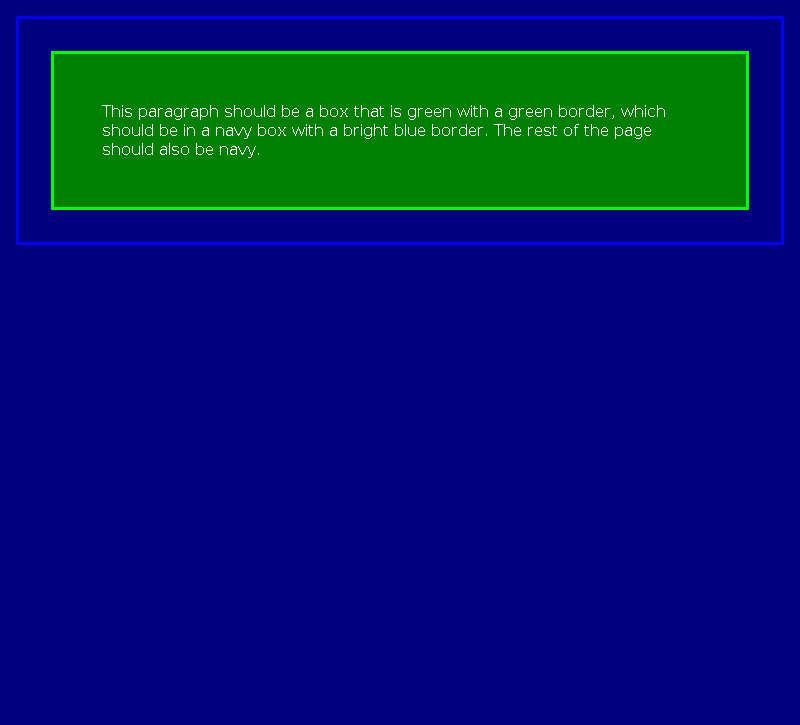 This paragraph should be a box that is green with a green border, which
should be in a navy box with a bright blue border. The rest of the page
should also be navy.